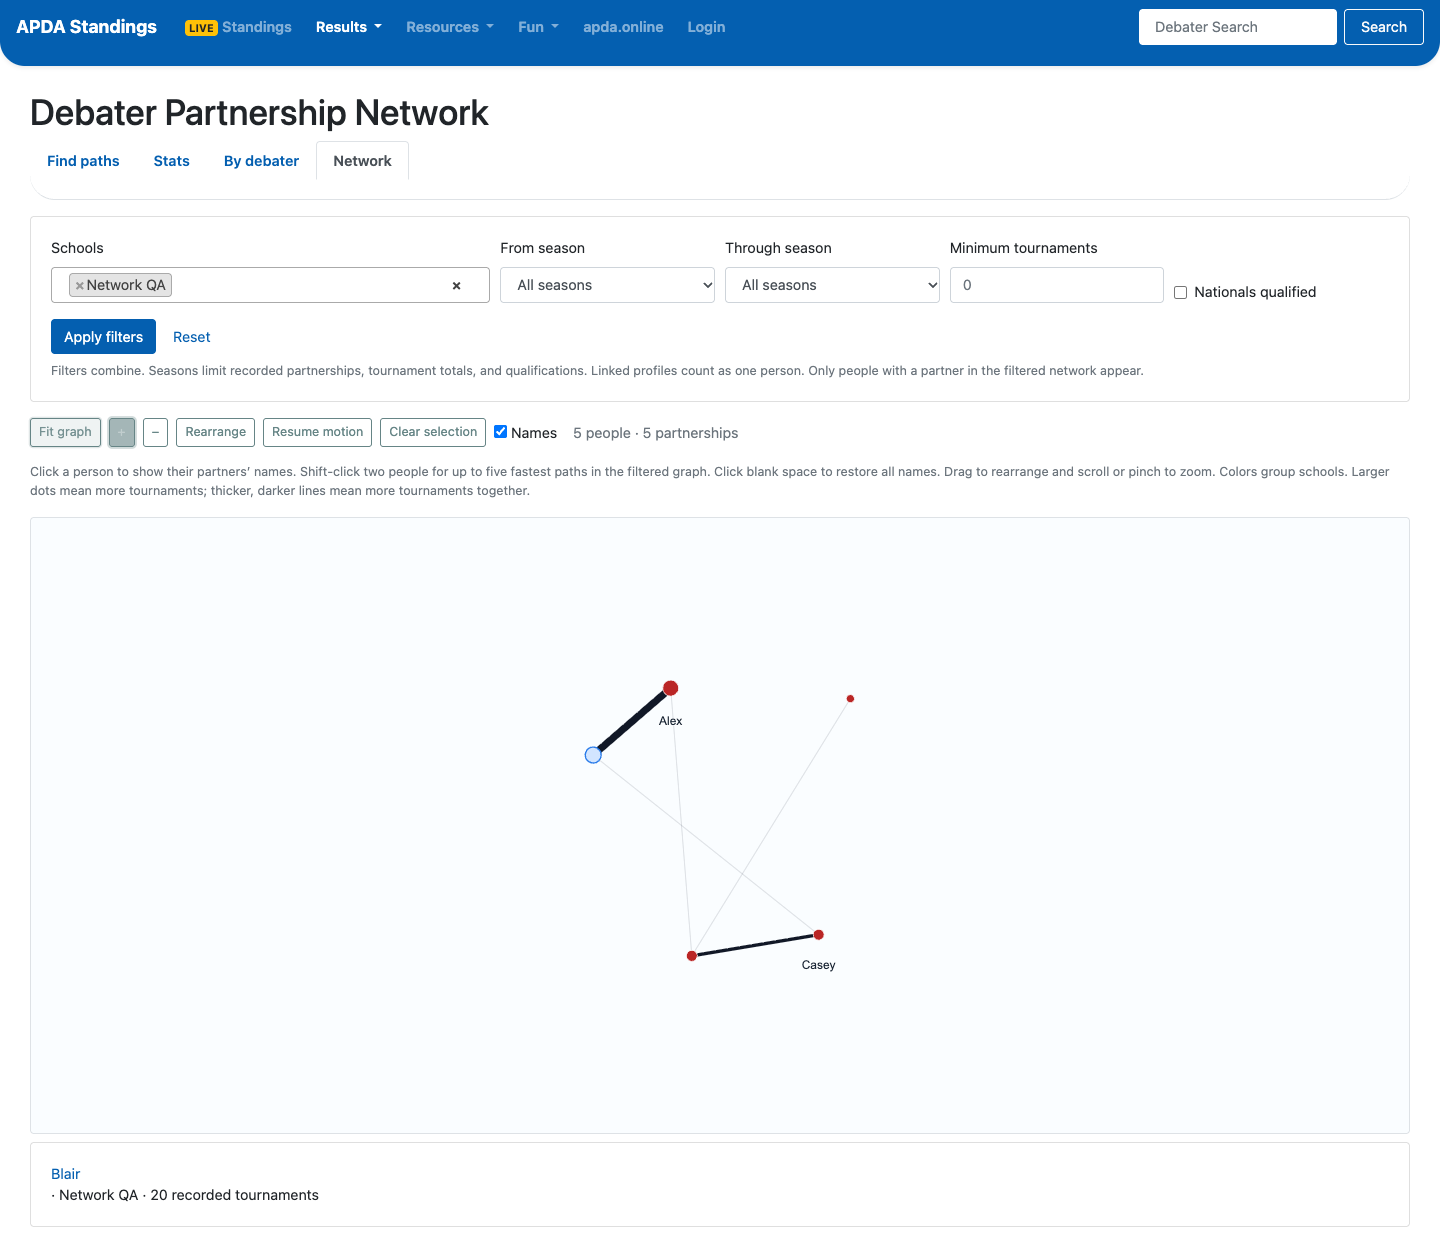 APDA Standings LIVE Standings Results Resources Fun apda.online Login Debater Search Search
Debater Partnership Network
Find paths Stats By debater Network
Schools From season Through season Minimum tournaments
×Network QA × All seasons All seasons 0 Nationals qualified
Apply filters Reset
Filters combine. Seasons limit recorded partnerships, tournament totals, and qualifications. Linked profiles count as one person. Only people with a partner in the filtered network appear.
Fit graph + − Rearrange Resume motion Clear selection Names 5 people · 5 partnerships
Click a person to show their partners’ names. Shift-click two people for up to five fastest paths in the filtered graph. Click blank space to restore all names. Drag to rearrange and scroll or pinch to zoom. Colors group schools. Larger
dots mean more tournaments; thicker, darker lines mean more tournaments together.
Alex
Casey
Blair
· Network QA · 20 recorded tournaments